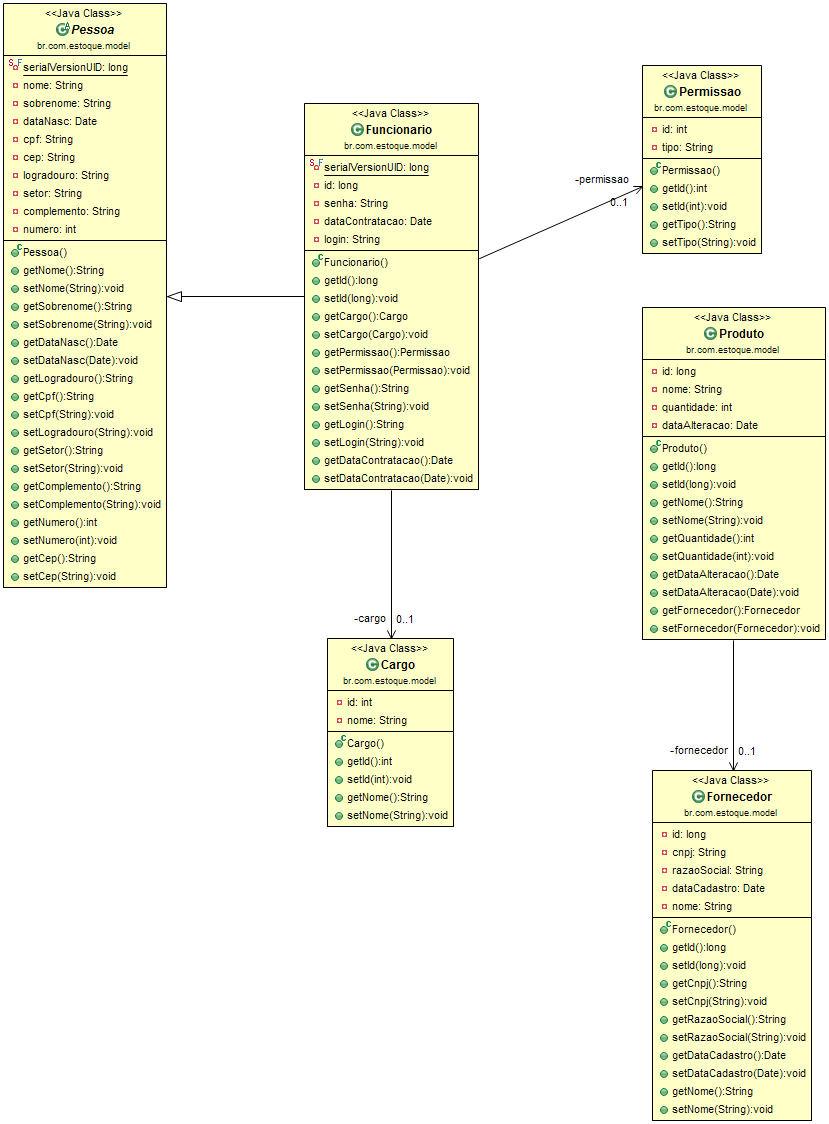 <<Java Class>>
Pessoa
br.com.estoque.model
serialVersionUID: long
nome: String
sobrenome: String
dataNasc: Date
cpf: String
cep: String
logradouro: String
setor: String
complemento: String
numero: int
Pessoa()
getNome():String
setNome(String):void
getSobrenome():String
setSobrenome(String):void
getDataNasc():Date
setDataNasc(Date):void
getLogradouro():String
getCpf():String
setCpf(String):void
setLogradouro(String):void
getSetor():String
setSetor(String):void
getComplemento():String
setComplemento(String):void
getNumero():int
setNumero(int):void
getCep():String
setCep(String):void
<<Java Class>>
Funcionario
br.com.estoque.model
serialVersionUID: long
id: long
senha: String
dataContratacao: Date
login: String
Funcionario()
getId():long
setId(long):void
getCargo():Cargo
setCargo(Cargo):void
getPermissao():Permissao
setPermissao(Permissao):void
getSenha():String
setSenha(String):void
getLogin():String
setLogin(String):void
getDataContratacao():Date
setDataContratacao(Date):void
-permissao
0..1
<<Java Class>>
Permissao
br.com.estoque.model
id: int
tipo: String
Permissao()
getId():int
setId(int):void
getTipo():String
setTipo(String):void
-cargo 0..1
<<Java Class>>
Cargo
br.com.estoque.model
id: int
nome: String
Cargo()
getId():int
setId(int):void
getNome():String
setNome(String):void
<<Java Class>>
Produto
br.com.estoque.model
id: long
nome: String
quantidade: int
dataAlteracao: Date
Produto()
getId():long
setId(long):void
getNome():String
setNome(String):void
getQuantidade():int
setQuantidade(int):void
getDataAlteracao():Date
setDataAlteracao(Date):void
getFornecedor():Fornecedor
setFornecedor(Fornecedor):void
-fornecedor 0..1
<<Java Class>>
Fornecedor
br.com.estoque.model
id: long
cnpj: String
razaoSocial: String
dataCadastro: Date
nome: String
Fornecedor()
getId():long
setId(long):void
getCnpj():String
setCnpj(String):void
getRazaoSocial():String
setRazaoSocial(String):void
getDataCadastro():Date
setDataCadastro(Date):void
getNome():String
setNome(String):void